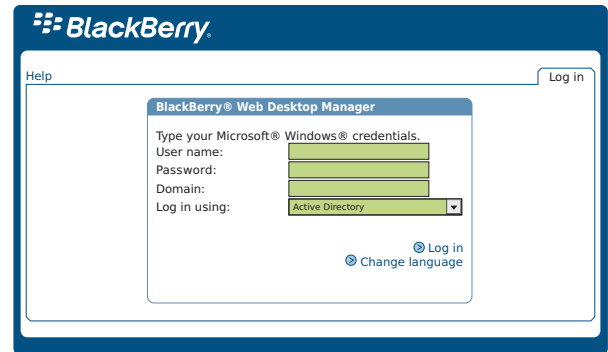 BlackBerry®
Help
Log in
BlackBerry® Web Desktop Manager
Type your Microsoft® Windows® credentials.
User name:
Password:
Domain:
Log in using: Active Directory
Log in
Change language